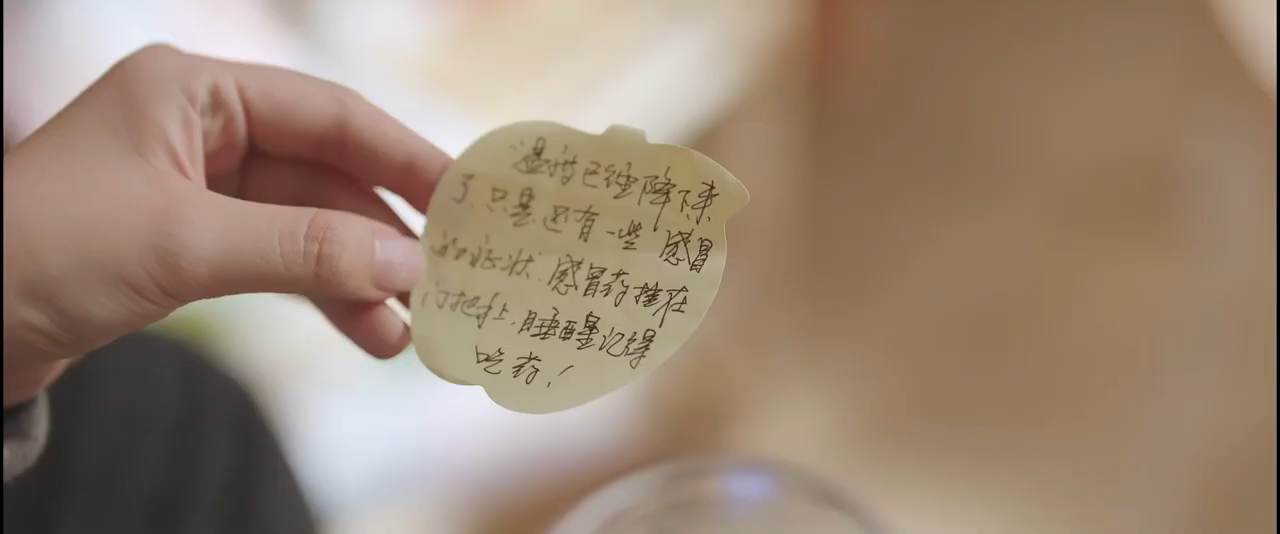 温度已经降下来
了,只是还有一些感冒
的症状.感冒药挂在
门把手上,睡醒记得
吃药!